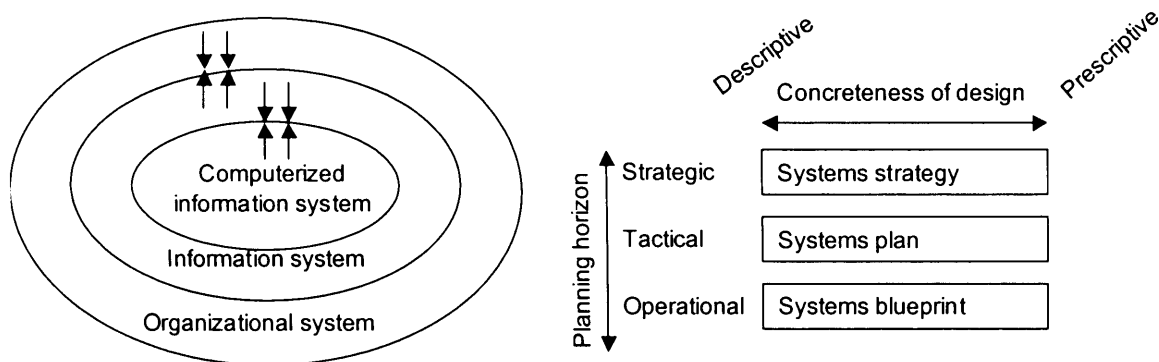 Computerized
information system
Information system
Organizational system
Descriptive
Prescriptive
Concreteness of design
Planning horizon
Strategic
Systems strategy
Tactical
Systems plan
Operational
Systems blueprint